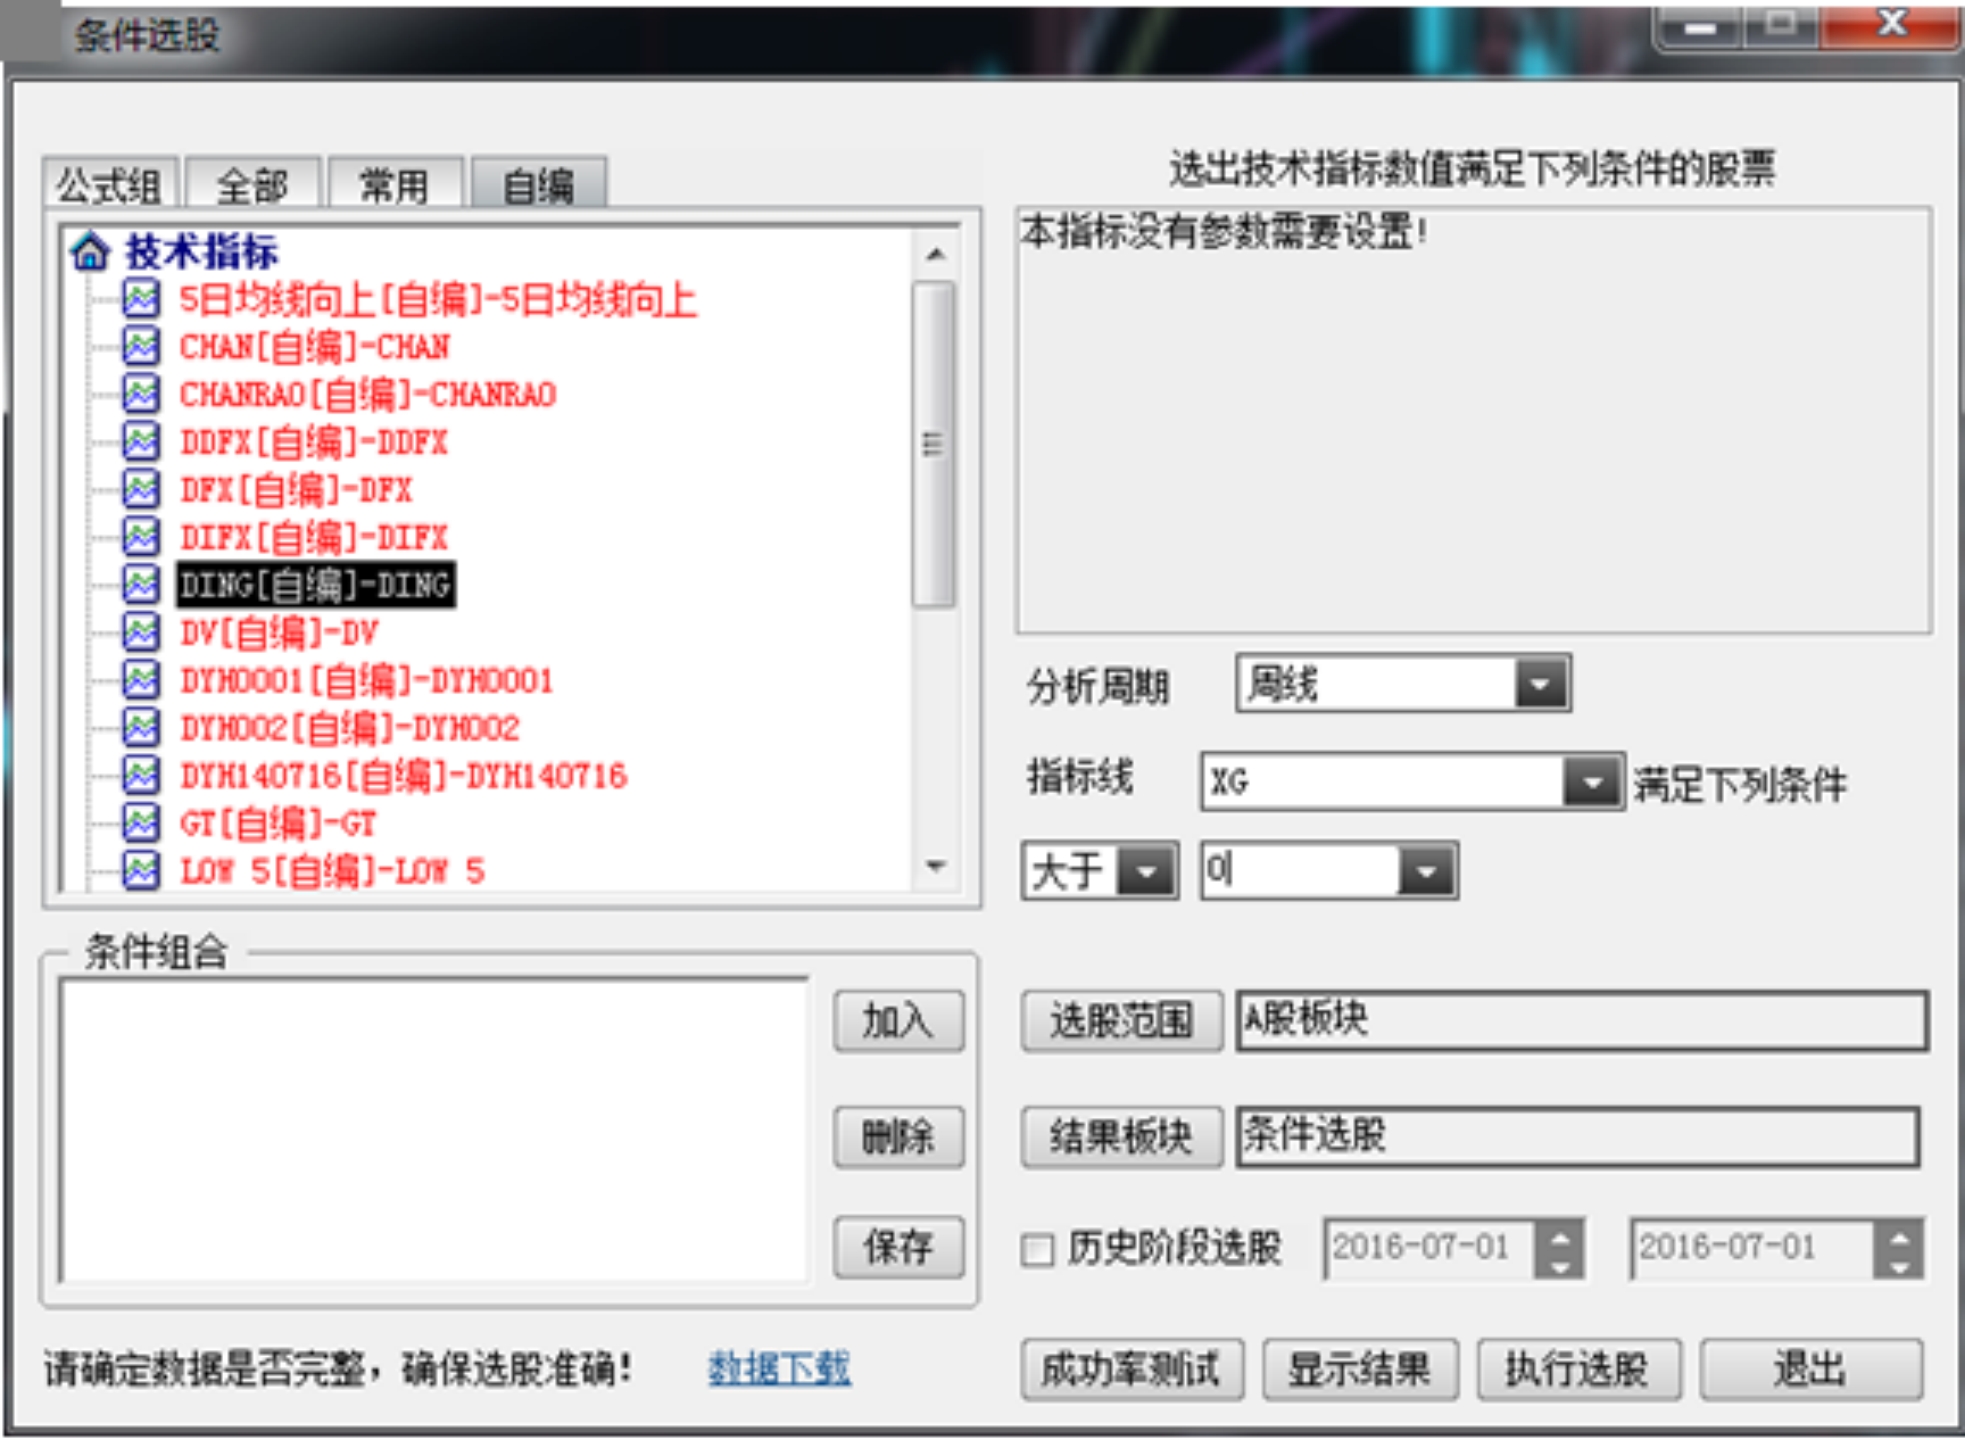 条件选股
公式组 全部 常用 自编
技术指标
5日均线向上[自编]-5日均线向上
CHAN[自编]-CHAN
CHANRAO[自编]-CHANRAO
DDFX[自编]-DDFX
DFX[自编]-DFX
DIFX[自编]-DIFX
DING[自编]-DING
DV[自编]-DV
DYH0001[自编]-DYH0001
DYH002[自编]-DYH002
DYH140716[自编]-DYH140716
GT[自编]-GT
LOW 5[自编]-LOW 5
条件组合
加入
删除
保存
请确定数据是否完整，确保选股准确! 数据下载
选出技术指标数值满足下列条件的股票
本指标没有参数需要设置!
分析周期 周线
指标线 XG 满足下列条件
大于 0
选股范围 A股板块
结果板块 条件选股
历史阶段选股 2016-07-01 2016-07-01
成功率测试 显示结果 执行选股 退出